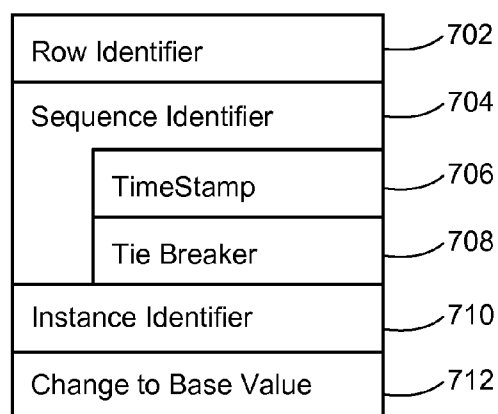 Row Identifier 702
Sequence Identifier 704
TimeStamp 706
Tie Breaker 708
Instance Identifier 710
Change to Base Value 712